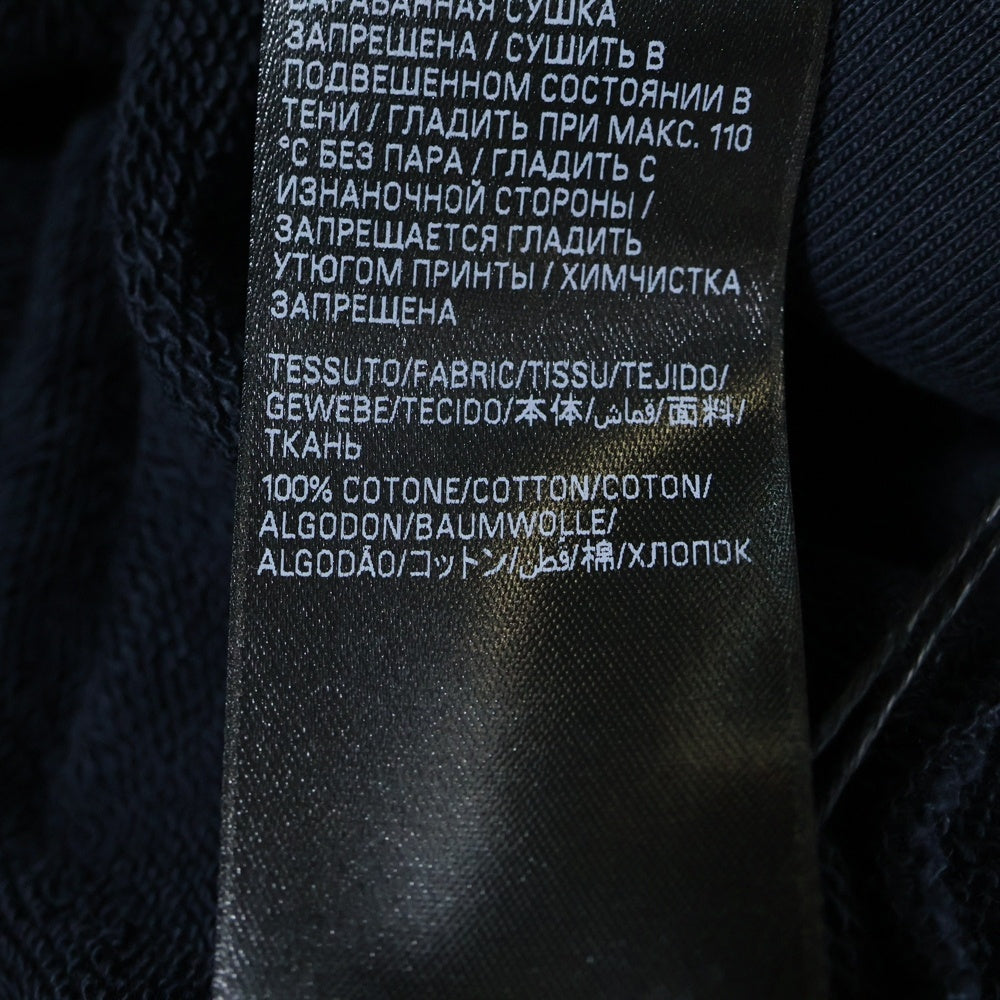 БАРАБАННАЯ СУШКА
ЗАПРЕЩЕНА / СУШИТЬ В
ПОДВЕШЕННОМ СОСТОЯНИИ В
ТЕНИ / ГЛАДИТЬ ПРИ МАКС. 110
°С БЕЗ ПАРА / ГЛАДИТЬ С
ИЗНАНОЧНОЙ СТОРОНЫ /
ЗАПРЕЩАЕТСЯ ГЛАДИТЬ
УТЮГОМ ПРИНТЫ / ХИМЧИСТКА
ЗАПРЕЩЕНА
TESSUTO/FABRIC/TISSU/TEJIDO/
GEWEBE/TECIDO/本体/قماش/面料/
ТКАНЬ
100% COTONE/COTTON/COTON/
ALGODON/BAUMWOLLE/
ALGODÃO/コットン/قطن/棉/ХЛОПОК